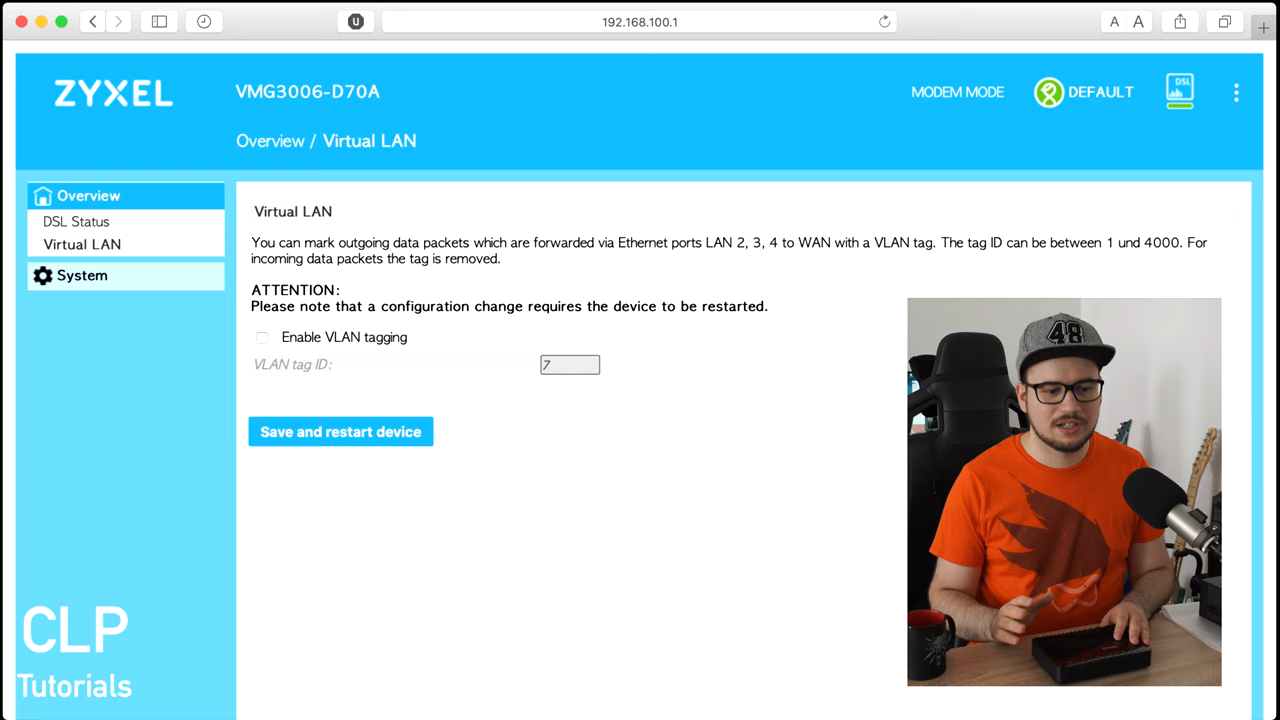 192.168.100.1
A A
ZYXEL
VMG3006-D70A
MODEM MODE
DEFAULT
DSL
Overview / Virtual LAN
Overview
DSL Status
Virtual LAN
System
Virtual LAN
You can mark outgoing data packets which are forwarded via Ethernet ports LAN 2, 3, 4 to WAN with a VLAN tag. The tag ID can be between 1 und 4000. For
incoming data packets the tag is removed.
ATTENTION:
Please note that a configuration change requires the device to be restarted.
Enable VLAN tagging
VLAN tag ID:
7
Save and restart device
48
CLP
Tutorials